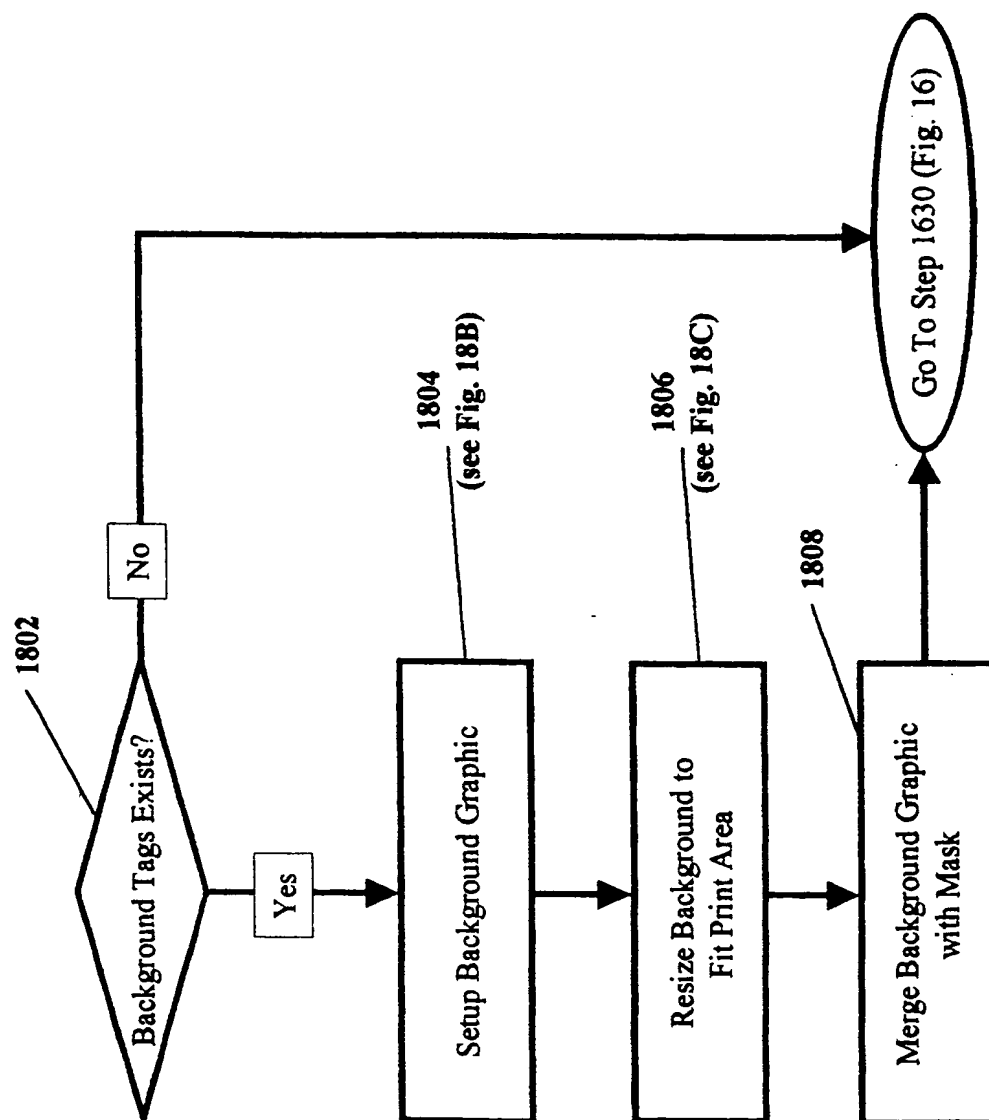 1802
Background Tags Exists?
No
Yes
1804
(see Fig. 18B)
Setup Background Graphic
1806
(see Fig. 18C)
Resize Background to
Fit Print Area
1808
Merge Background Graphic
with Mask
Go To Step 1630 (Fig. 16)